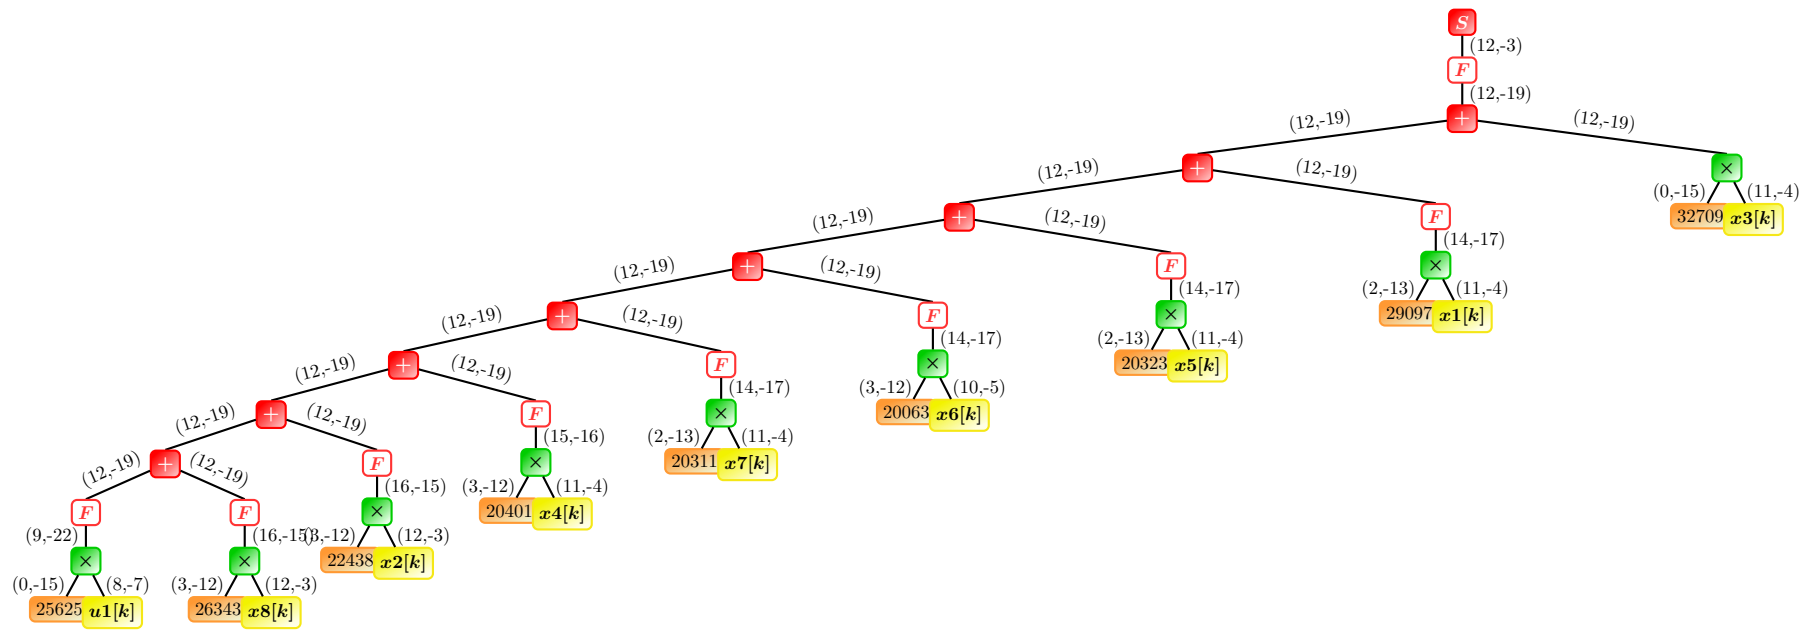 S
(12,-3)
F
(12,-19)
+
(12,-19) (12,-19)
+ ×
(12,-19) (12,-19) (0,-15) (11,-4)
+ F 32709 x3[k]
(12,-19) (12,-19) (14,-17)
+ F ×
(12,-19) (12,-19) (14,-17) (2,-13) (11,-4)
+ F × 29097 x1[k]
(12,-19) (12,-19) (14,-17) (2,-13) (11,-4)
+ F × 20323 x5[k]
(12,-19) (12,-19) (14,-17) (3,-12) (10,-5)
+ F × 20063 x6[k]
(12,-19) (12,-19) (15,-16) (2,-13) (11,-4)
+ F × 20311 x7[k]
(12,-19) (12,-19) (16,-15) (3,-12) (11,-4)
F F × 20401 x4[k]
(9,-22) (16,-15) (3,-12) (12,-3)
× × 22438 x2[k]
(0,-15) (8,-7) (3,-12) (12,-3)
25625 u1[k] 26343 x8[k]